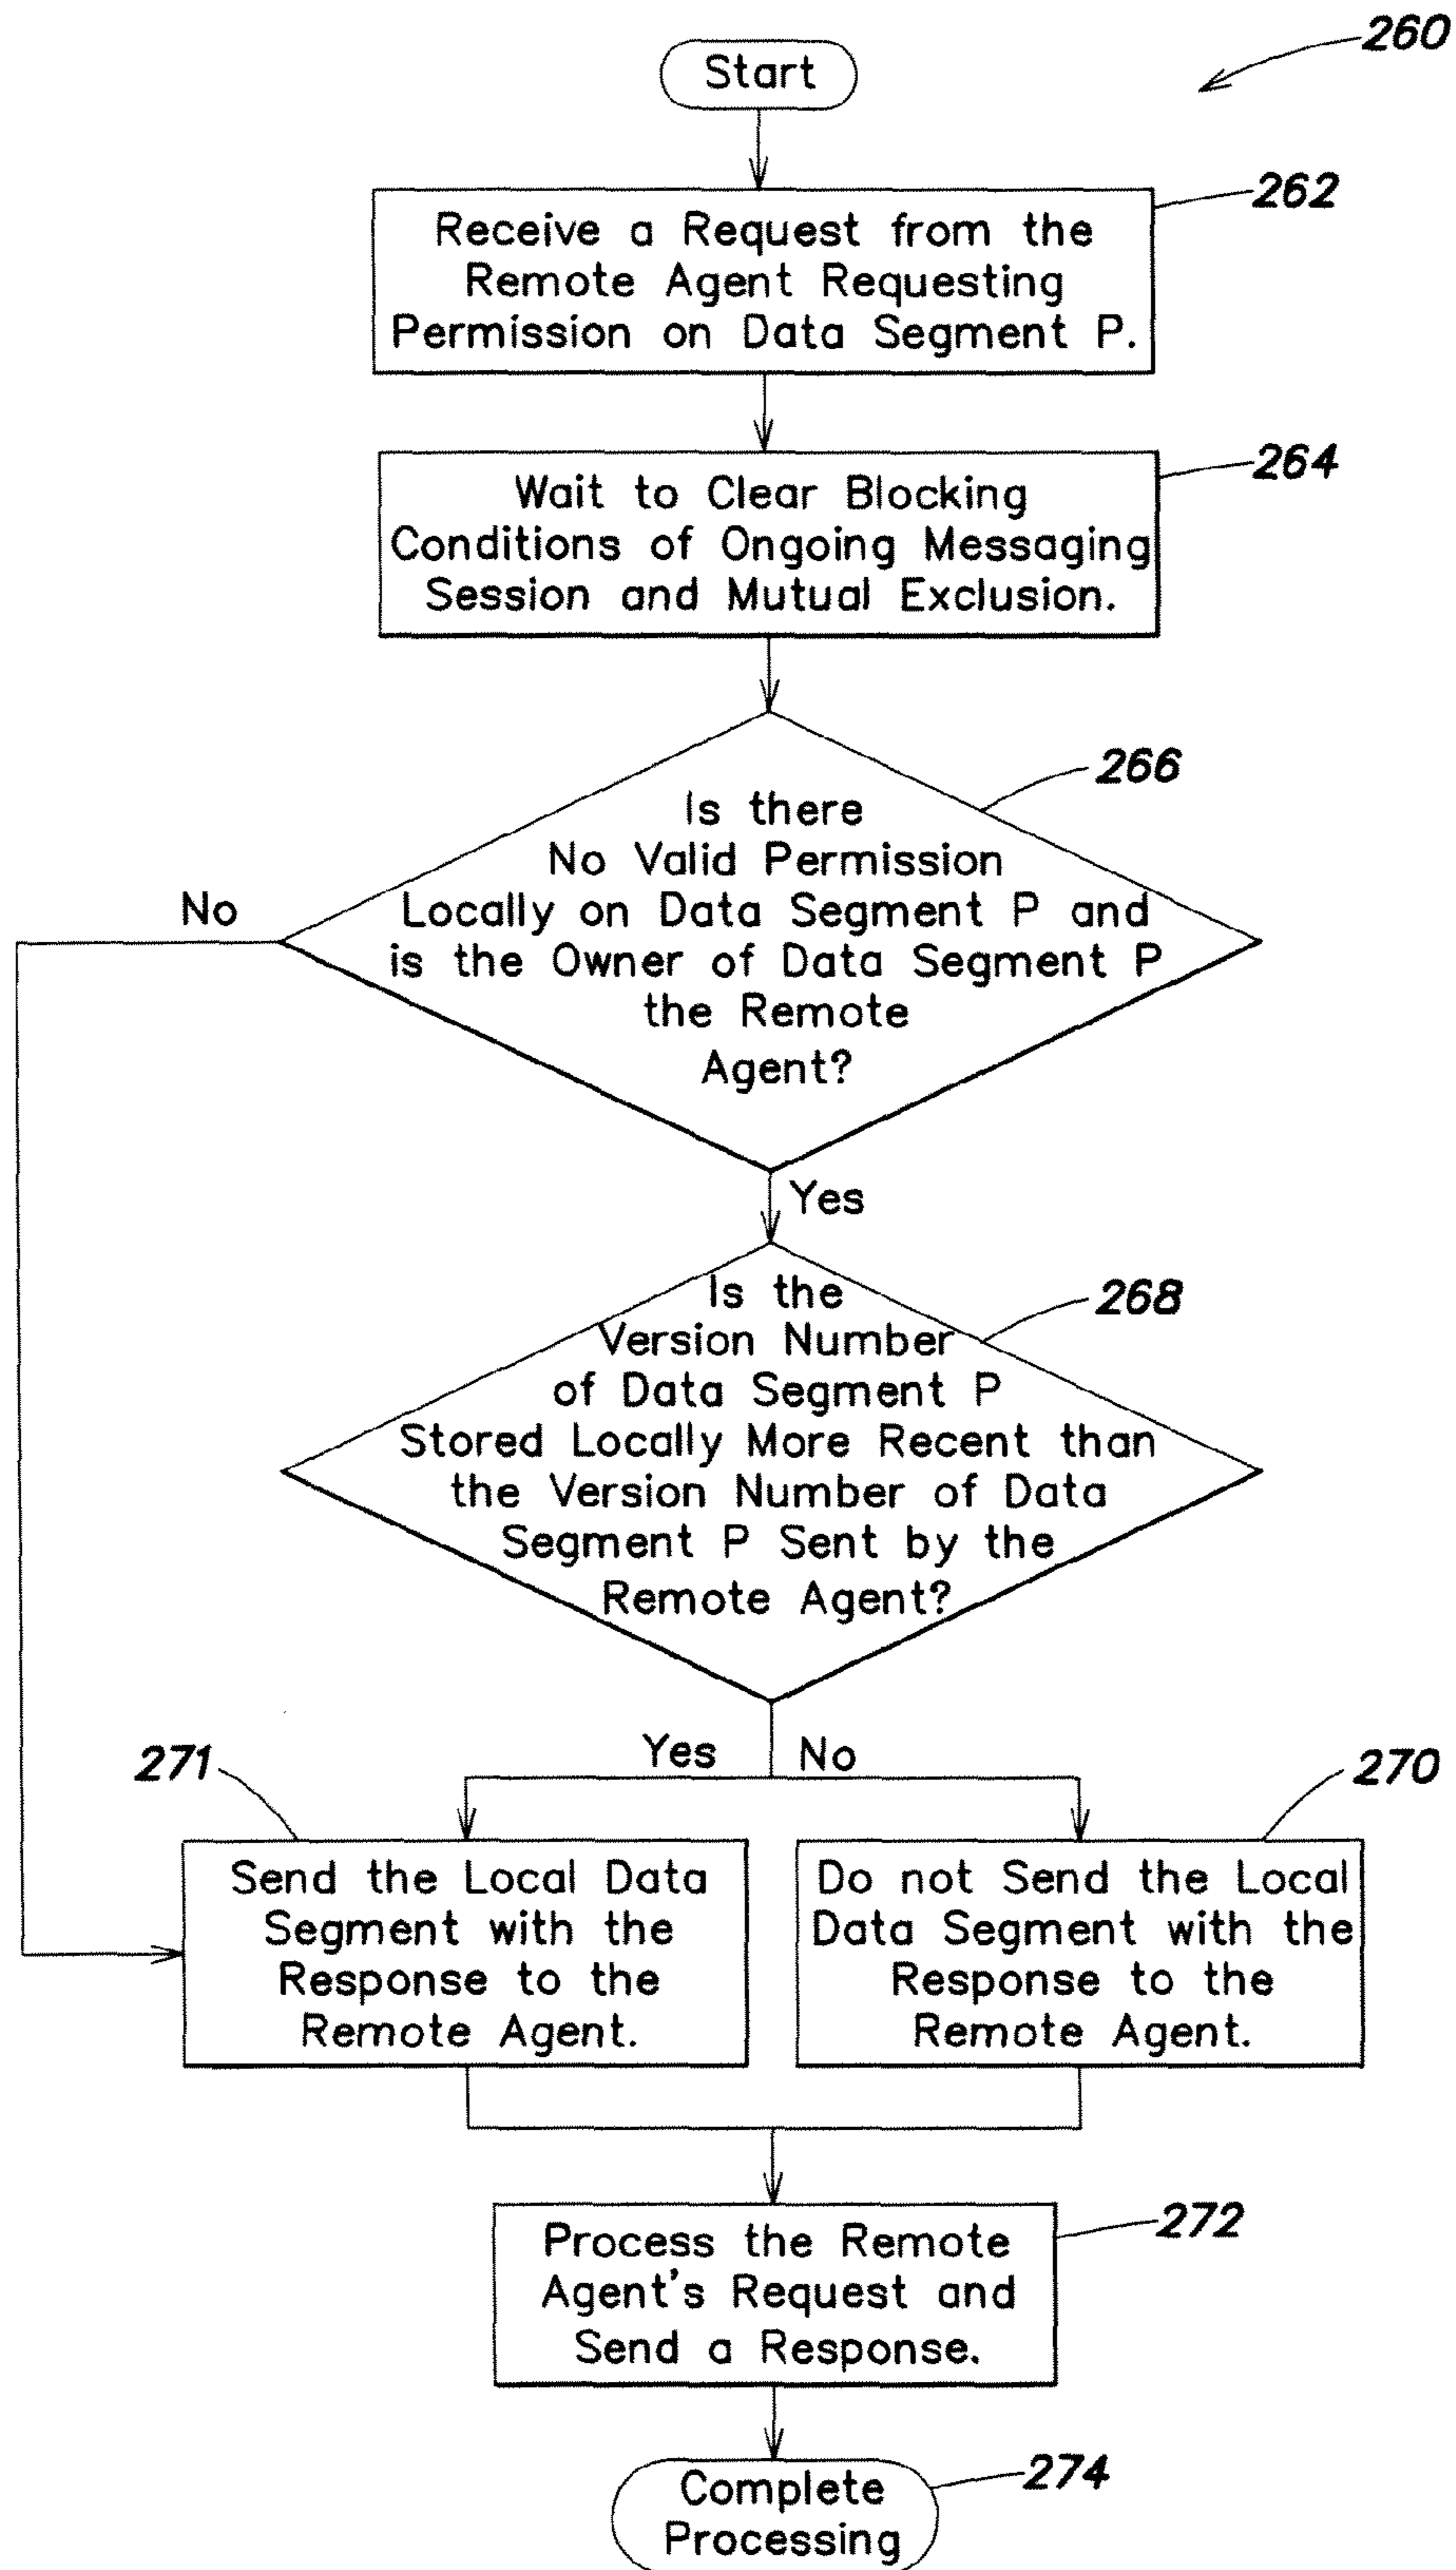 260
Start
262
Receive a Request from the
Remote Agent Requesting
Permission on Data Segment P.
264
Wait to Clear Blocking
Conditions of Ongoing Messaging
Session and Mutual Exclusion.
266
Is there
No Valid Permission
Locally on Data Segment P and
is the Owner of Data Segment P
the Remote
Agent?
No
Yes
268
Is the
Version Number
of Data Segment P
Stored Locally More Recent than
the Version Number of Data
Segment P Sent by the
Remote Agent?
Yes
No
271
Send the Local Data
Segment with the
Response to the
Remote Agent.
270
Do not Send the Local
Data Segment with the
Response to the
Remote Agent.
272
Process the Remote
Agent's Request and
Send a Response.
274
Complete
Processing